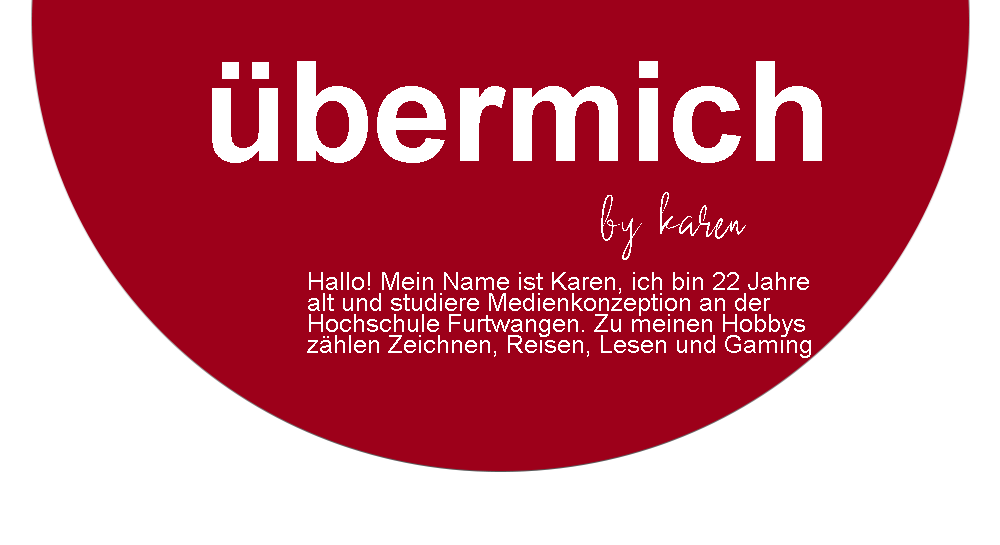 übermich
by karen
Hallo! Mein Name ist Karen, ich bin 22 Jahre
alt und studiere Medienkonzeption an der
Hochschule Furtwangen. Zu meinen Hobbys
zählen Zeichnen, Reisen, Lesen und Gaming